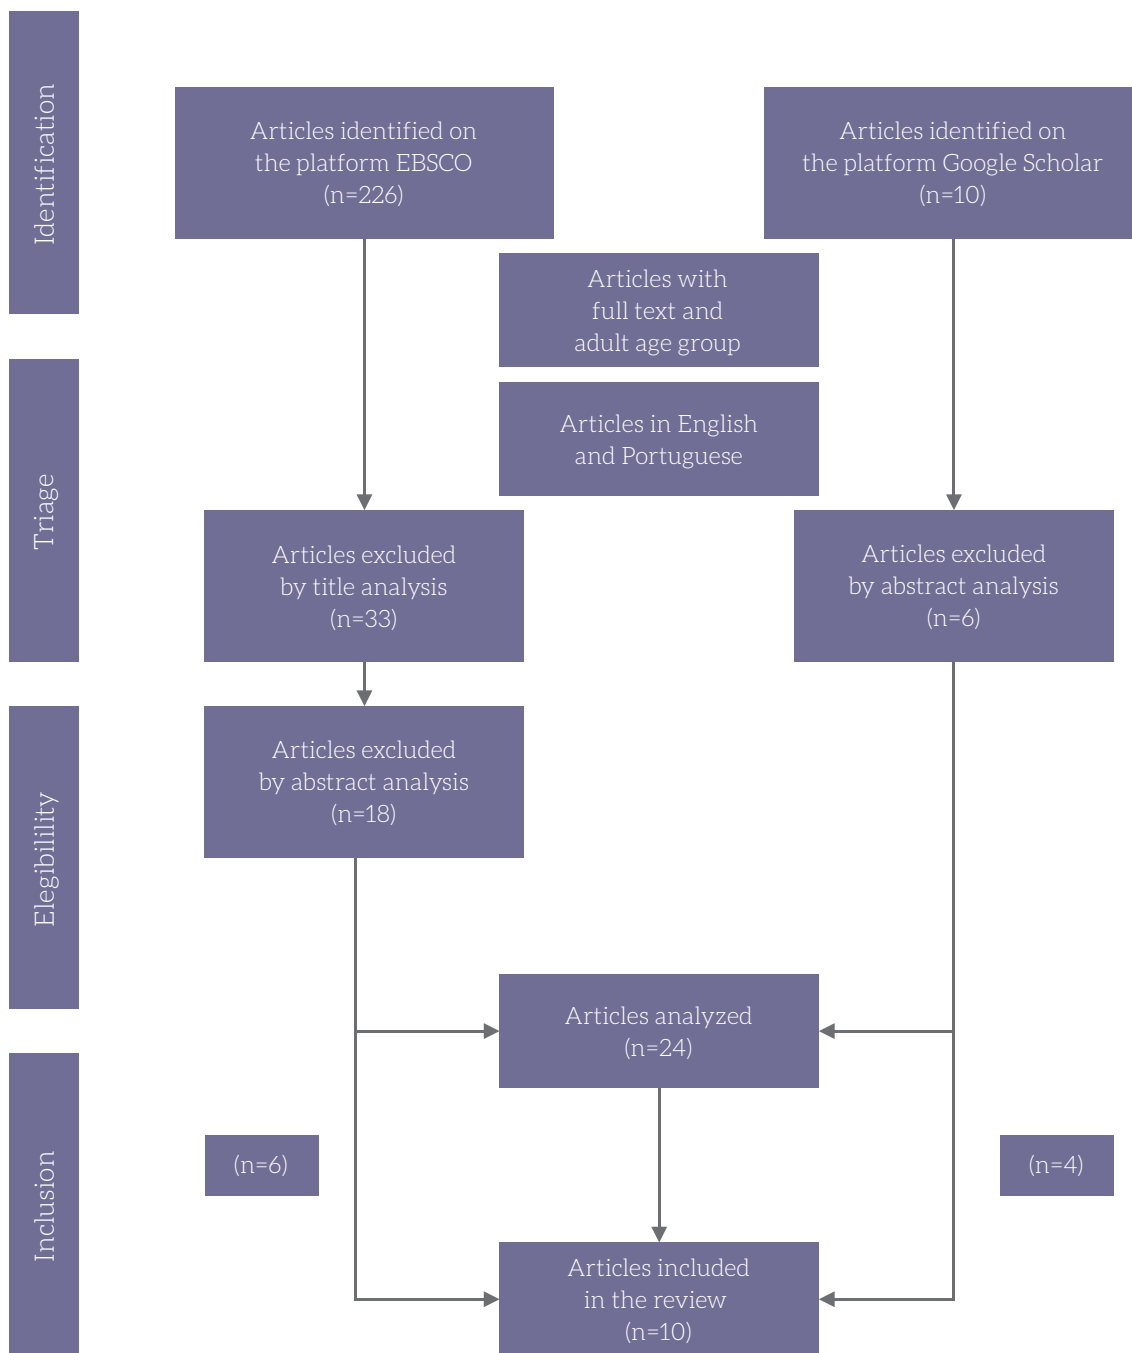 Identification
Articles identified on
the platform EBSCO
(n=226)
Articles identified on
the platform Google Scholar
(n=10)
Articles with
full text and
adult age group
Articles in English
and Portuguese
Triage
Articles excluded
by title analysis
(n=33)
Articles excluded
by abstract analysis
(n=6)
Elegibilility
Articles excluded
by abstract analysis
(n=18)
Articles analyzed
(n=24)
Inclusion
(n=6)
(n=4)
Articles included
in the review
(n=10)